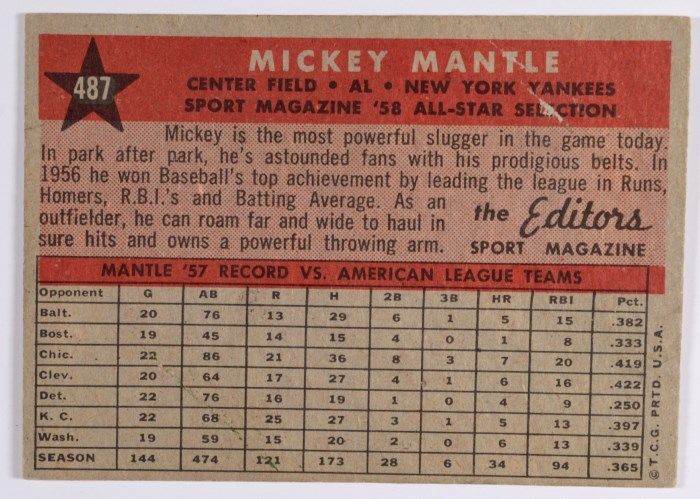 487
MICKEY MANTLE
CENTER FIELD • AL • NEW YORK YANKEES
SPORT MAGAZINE '58 ALL-STAR SELECTION
Mickey is the most powerful slugger in the game today.
In park after park, he's astounded fans with his prodigious belts. In
1956 he won Baseball's top achievement by leading the league in Runs,
Homers, R.B.I.'s and Batting Average. As an
outfielder, he can roam far and wide to haul in
sure hits and owns a powerful throwing arm.
the Editors
SPORT MAGAZINE
MANTLE '57 RECORD VS. AMERICAN LEAGUE TEAMS
Opponent G AB R H 2B 3B HR RBI Pct.
Balt. 20 76 13 29 6 1 5 15 .382
Bost. 19 45 14 15 4 0 1 8 .333
Chic. 22 86 21 36 8 3 7 20 .419
Clev. 20 64 17 27 4 1 6 16 .422
Det. 22 76 16 19 1 0 4 9 .250
K. C. 22 68 25 27 3 1 5 13 .397
Wash. 19 59 15 20 2 0 6 13 .339
SEASON 144 474 121 173 28 6 34 94 .365
©T.C.G. PRTD. U.S.A.